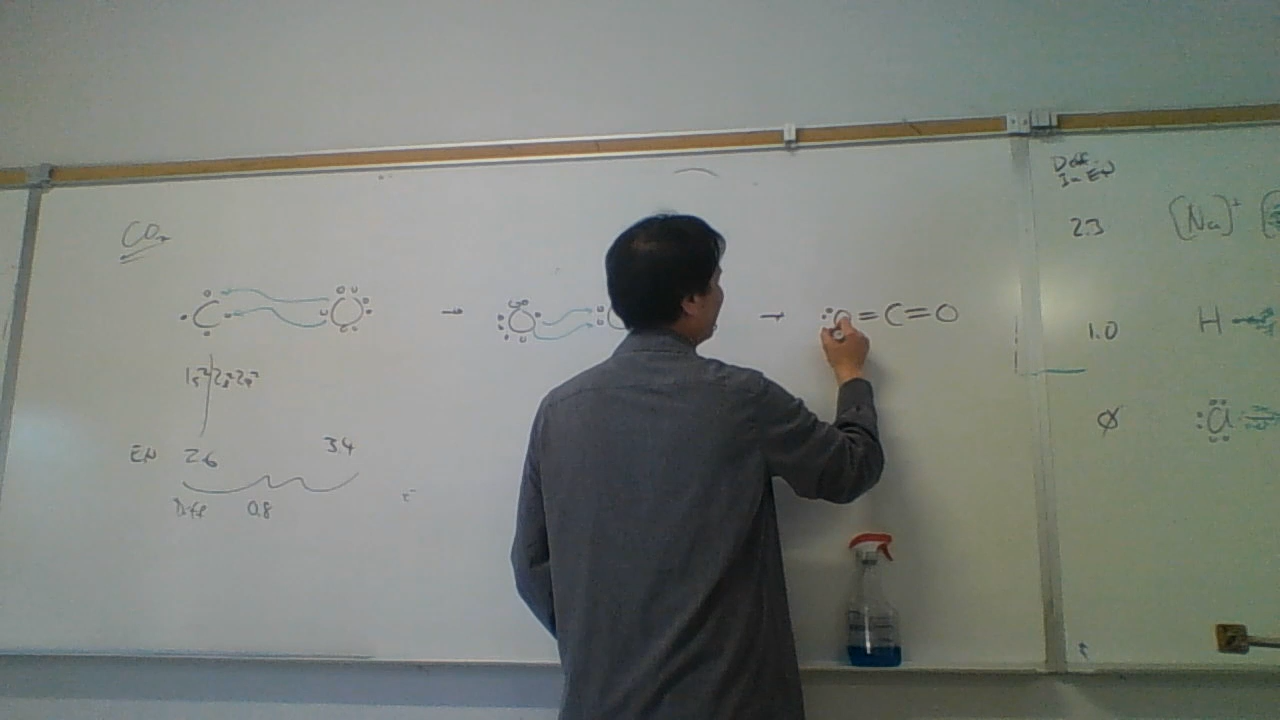 CO₂
C O → O → :O=C=O
1s²2s²2p²
EN 2.6 3.4
Diff 0.8
Diff
In EN
2.3 [Na]⁺
1.0 H
Ø :Cl